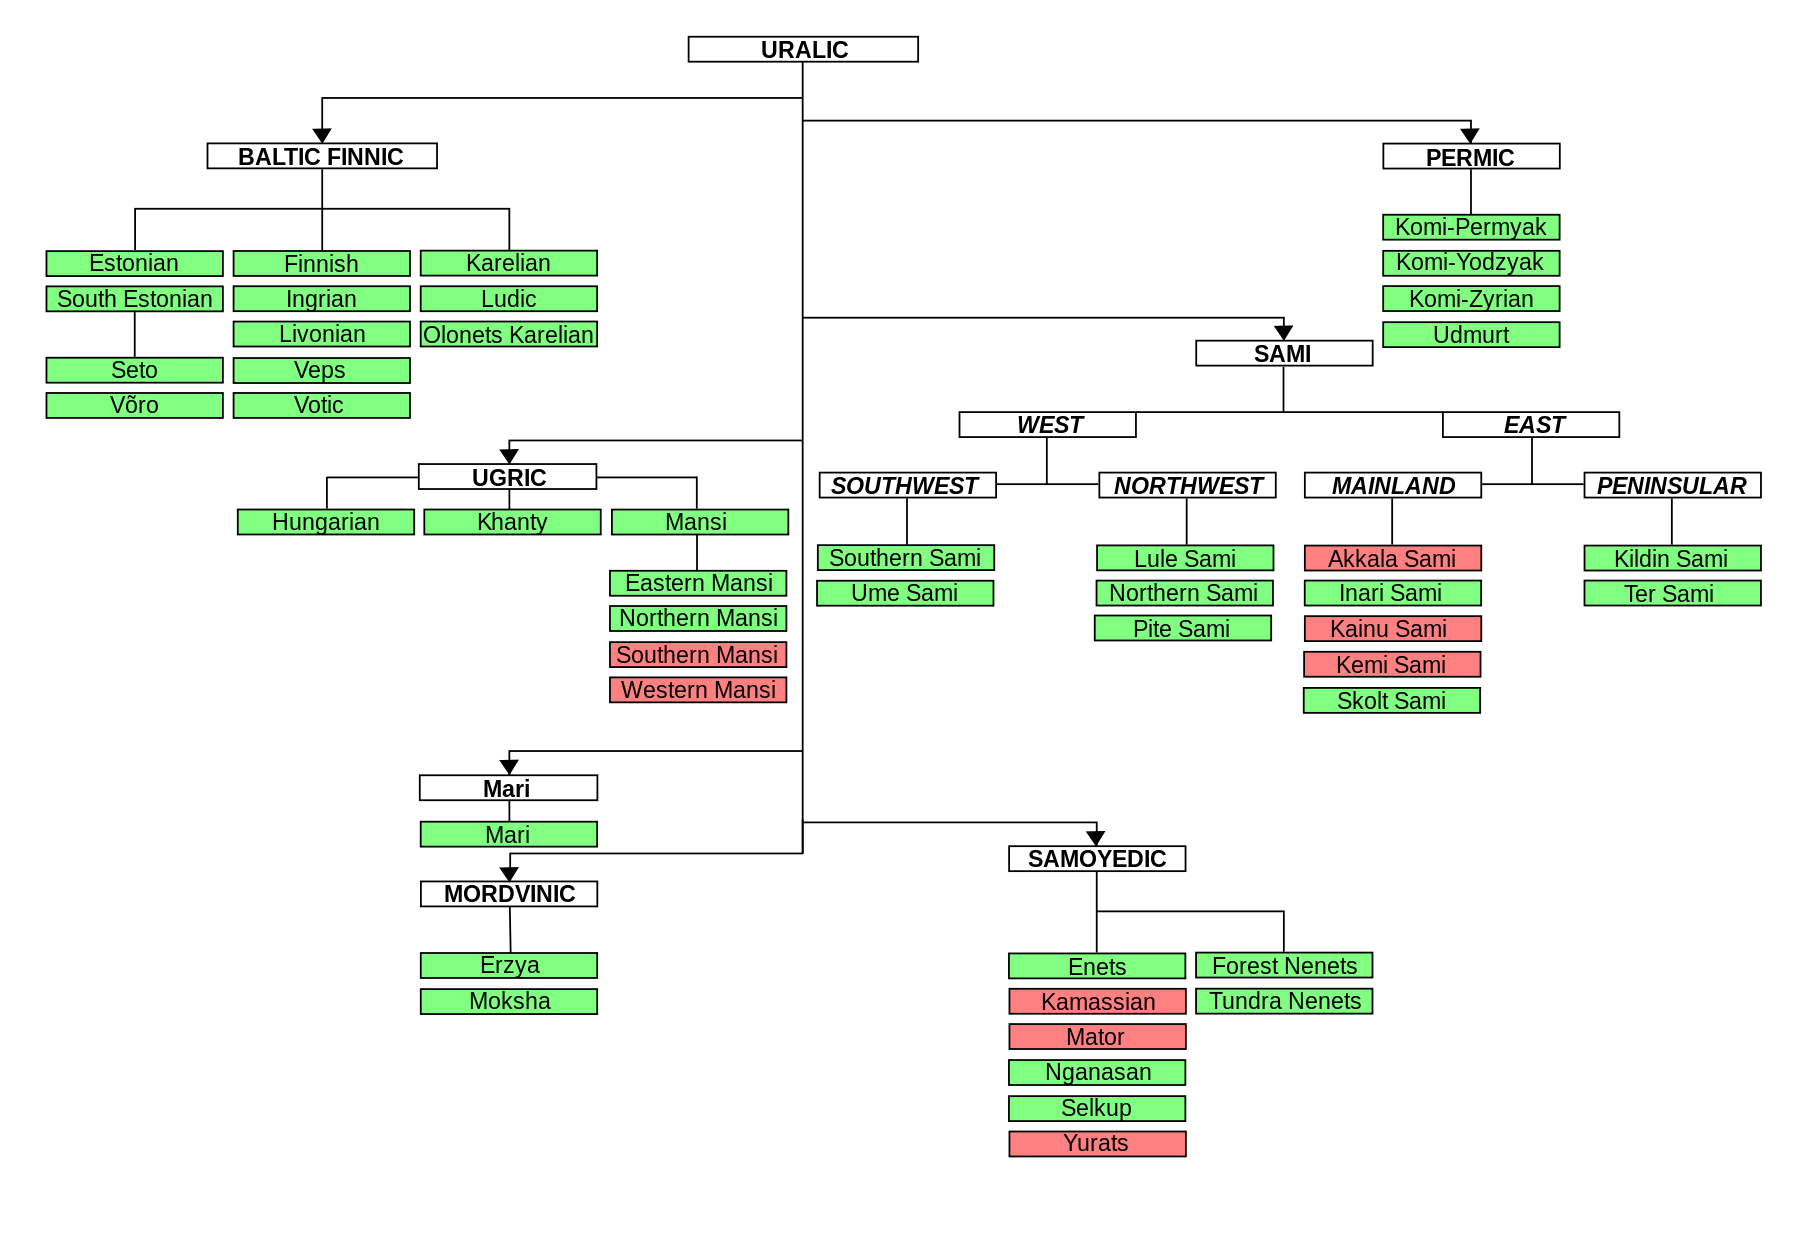 URALIC
BALTIC FINNIC
PERMIC
Estonian
Finnish
Karelian
South Estonian
Ingrian
Ludic
Livonian
Olonets Karelian
Seto
Veps
Võro
Votic
Komi-Permyak
Komi-Yodzyak
Komi-Zyrian
Udmurt
SAMI
WEST
EAST
SOUTHWEST
NORTHWEST
MAINLAND
PENINSULAR
Southern Sami
Lule Sami
Akkala Sami
Kildin Sami
Ume Sami
Northern Sami
Inari Sami
Ter Sami
Pite Sami
Kainu Sami
Kemi Sami
Skolt Sami
UGRIC
Hungarian
Khanty
Mansi
Eastern Mansi
Northern Mansi
Southern Mansi
Western Mansi
Mari
Mari
MORDVINIC
Erzya
Moksha
SAMOYEDIC
Enets
Forest Nenets
Kamassian
Tundra Nenets
Mator
Nganasan
Selkup
Yurats